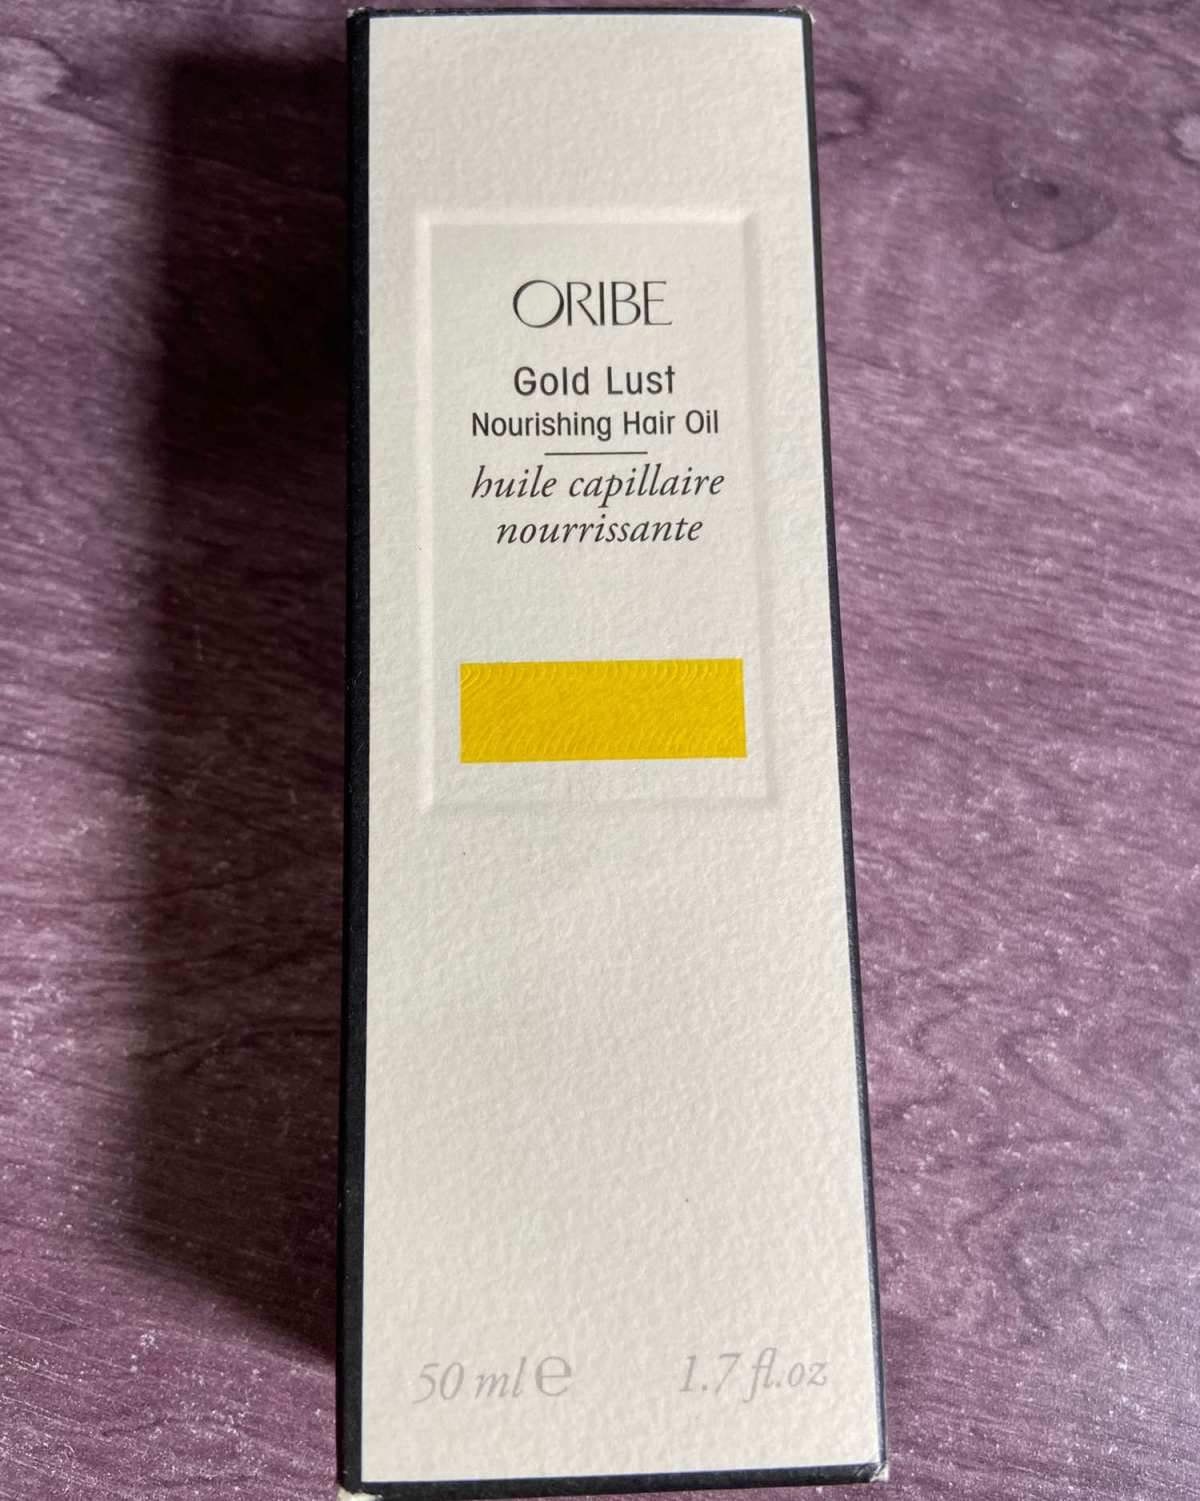 ORIBE
Gold Lust
Nourishing Hair Oil
huile capillaire
nourrissante
50 ml ℮ 1.7 fl.oz